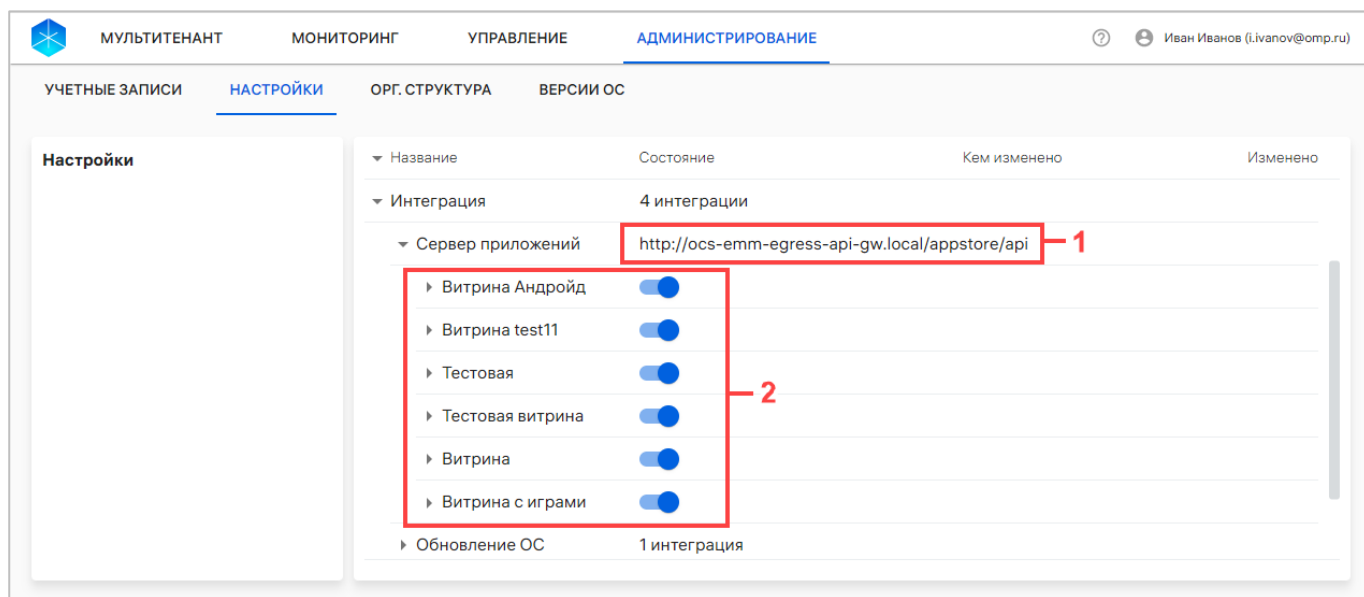 МУЛЬТИТЕНАНТ МОНИТОРИНГ УПРАВЛЕНИЕ АДМИНИСТРИРОВАНИЕ ? Иван Иванов (i.ivanov@omp.ru)
УЧЕТНЫЕ ЗАПИСИ НАСТРОЙКИ ОРГ. СТРУКТУРА ВЕРСИИ ОС
Настройки
Название Состояние Кем изменено Изменено
Интеграция 4 интеграции
Сервер приложений http://ocs-emm-egress-api-gw.local/appstore/api 1
Витрина Андройд
Витрина test11
Тестовая
2
Тестовая витрина
Витрина
Витрина с играми
Обновление ОС 1 интеграция